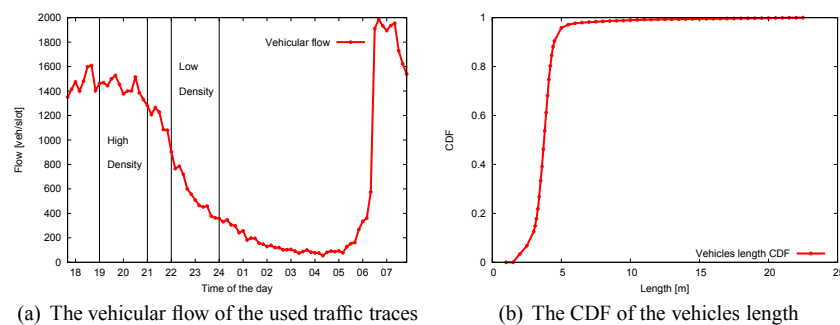 2000
1800
1600
1400
1200
1000
800
600
400
200
0
Flow [veh/slot]
Vehicular flow
Low
Density
High
Density
18 19 20 21 22 23 24 01 02 03 04 05 06 07
Time of the day
(a) The vehicular flow of the used traffic traces
1
0.8
0.6
0.4
0.2
0
CDF
Vehicles length CDF
0 5 10 15 20 25
Length [m]
(b) The CDF of the vehicles length